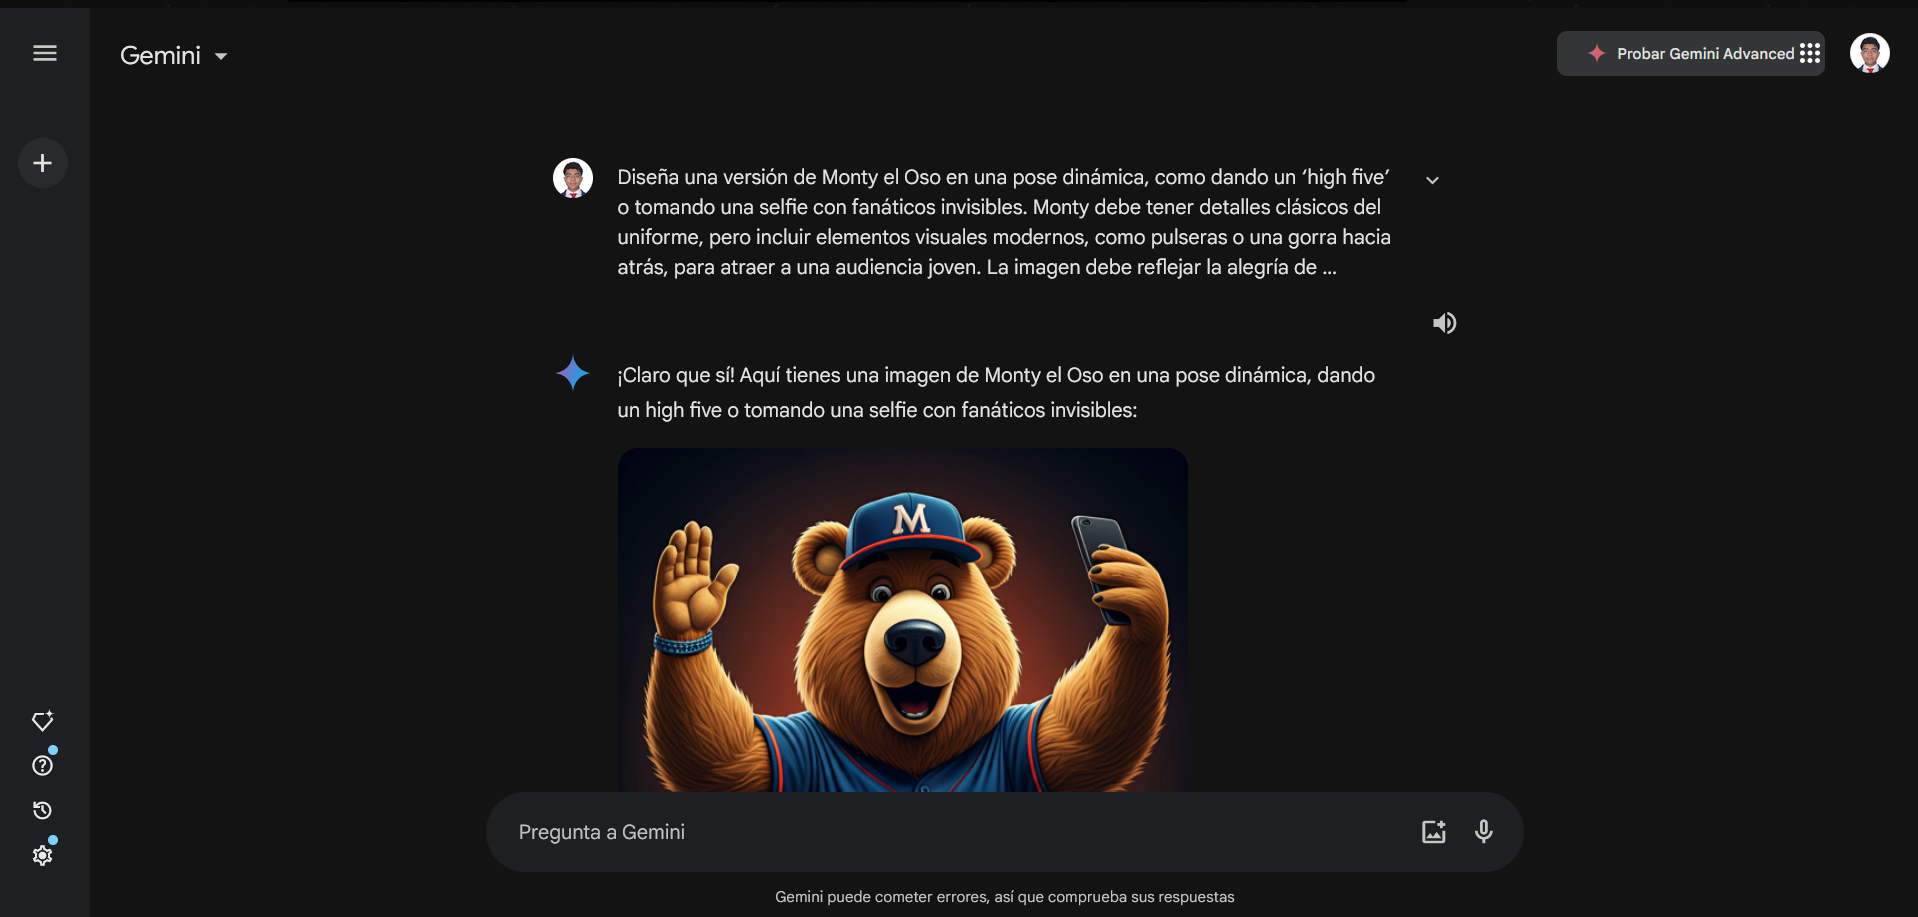 Gemini
Probar Gemini Advanced
Diseña una versión de Monty el Oso en una pose dinámica, como dando un ‘high five’
o tomando una selfie con fanáticos invisibles. Monty debe tener detalles clásicos del
uniforme, pero incluir elementos visuales modernos, como pulseras o una gorra hacia
atrás, para atraer a una audiencia joven. La imagen debe reflejar la alegría de ...
¡Claro que sí! Aquí tienes una imagen de Monty el Oso en una pose dinámica, dando
un high five o tomando una selfie con fanáticos invisibles:
M
Pregunta a Gemini
Gemini puede cometer errores, así que comprueba sus respuestas